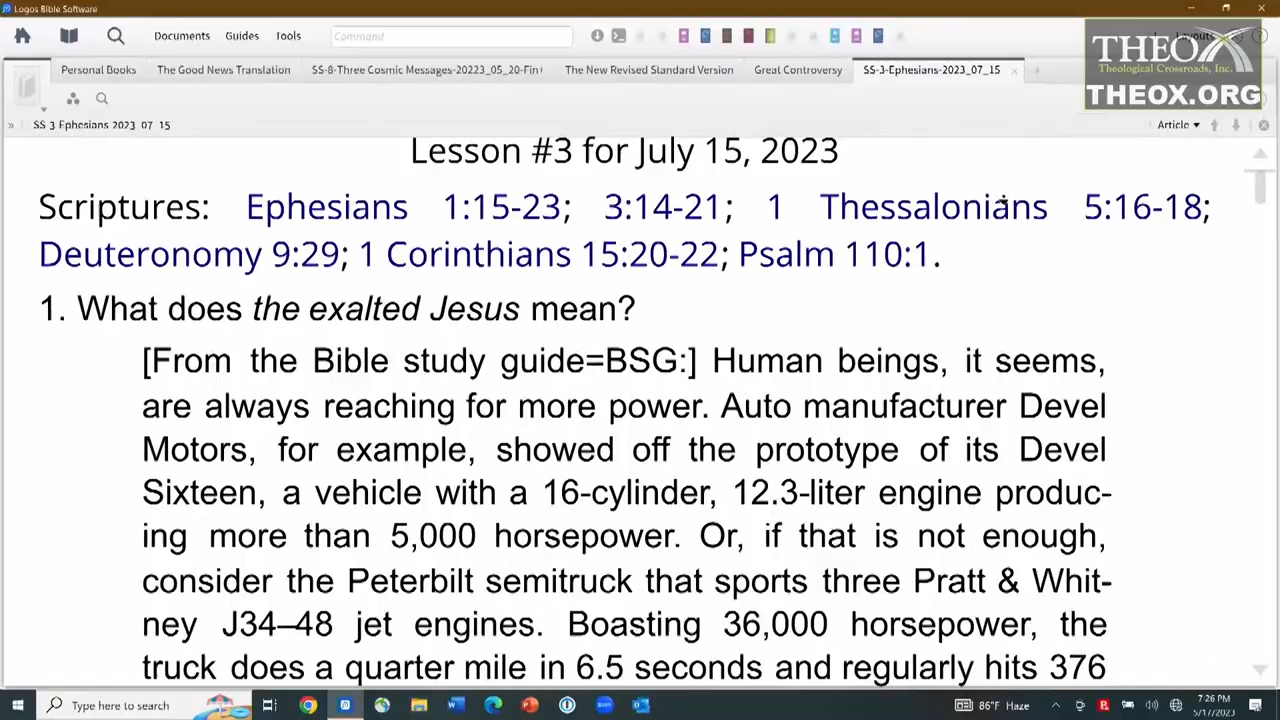 Logos Bible Software
Documents Guides Tools Command Layouts
THEOX
Theological Crossroads, Inc.
THEOX.ORG
Personal Books The Good News Translation SS-8-Three Cosmic Messages The New Revised Standard Version Great Controversy SS-3-Ephesians-2023_07_15
SS 3 Ephesians 2023 07 15 Article
Lesson #3 for July 15, 2023
Scriptures: Ephesians 1:15-23; 3:14-21; 1 Thessalonians 5:16-18;
Deuteronomy 9:29; 1 Corinthians 15:20-22; Psalm 110:1.
1. What does the exalted Jesus mean?
[From the Bible study guide=BSG:] Human beings, it seems,
are always reaching for more power. Auto manufacturer Devel
Motors, for example, showed off the prototype of its Devel
Sixteen, a vehicle with a 16-cylinder, 12.3-liter engine produc-
ing more than 5,000 horsepower. Or, if that is not enough,
consider the Peterbilt semitruck that sports three Pratt & Whit-
ney J34–48 jet engines. Boasting 36,000 horsepower, the
truck does a quarter mile in 6.5 seconds and regularly hits 376
Type here to search
86°F Haze
7:26 PM
5/17/2023